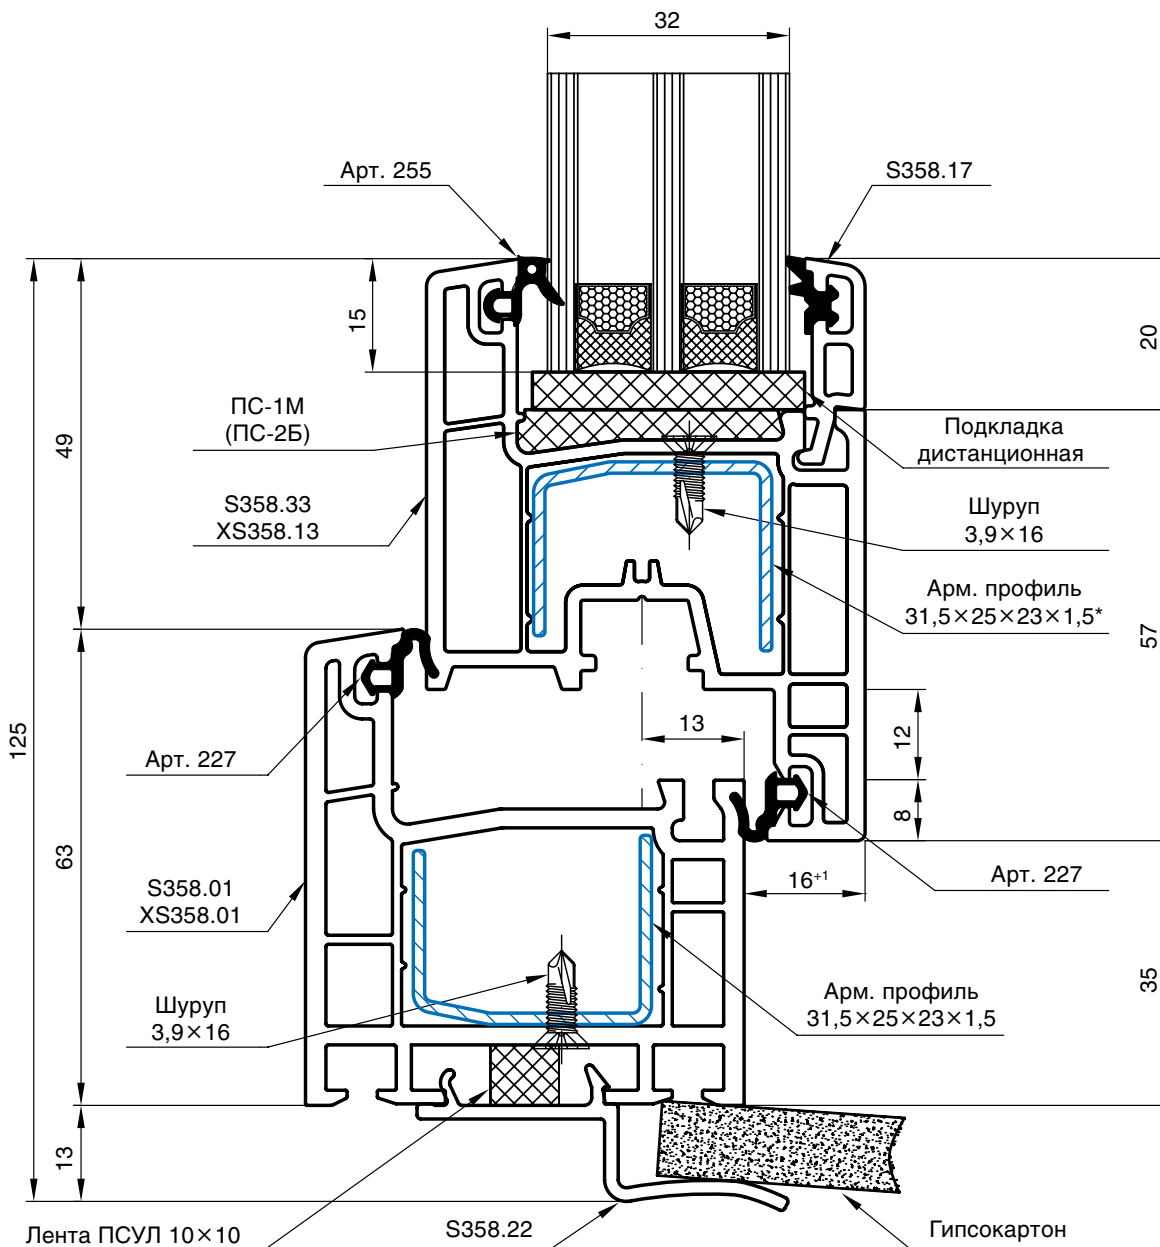 32
Арт. 255
S358.17
15
20
49
ПС-1М
(ПС-2Б)
Подкладка
дистанционная
S358.33
XS358.13
Шуруп
3,9×16
Арм. профиль
31,5×25×23×1,5*
57
125
13
12
Арт. 227
8
63
S358.01
XS358.01
16+1
Арт. 227
35
Шуруп
3,9×16
Арм. профиль
31,5×25×23×1,5
13
Лента ПСУЛ 10×10
S358.22
Гипсокартон